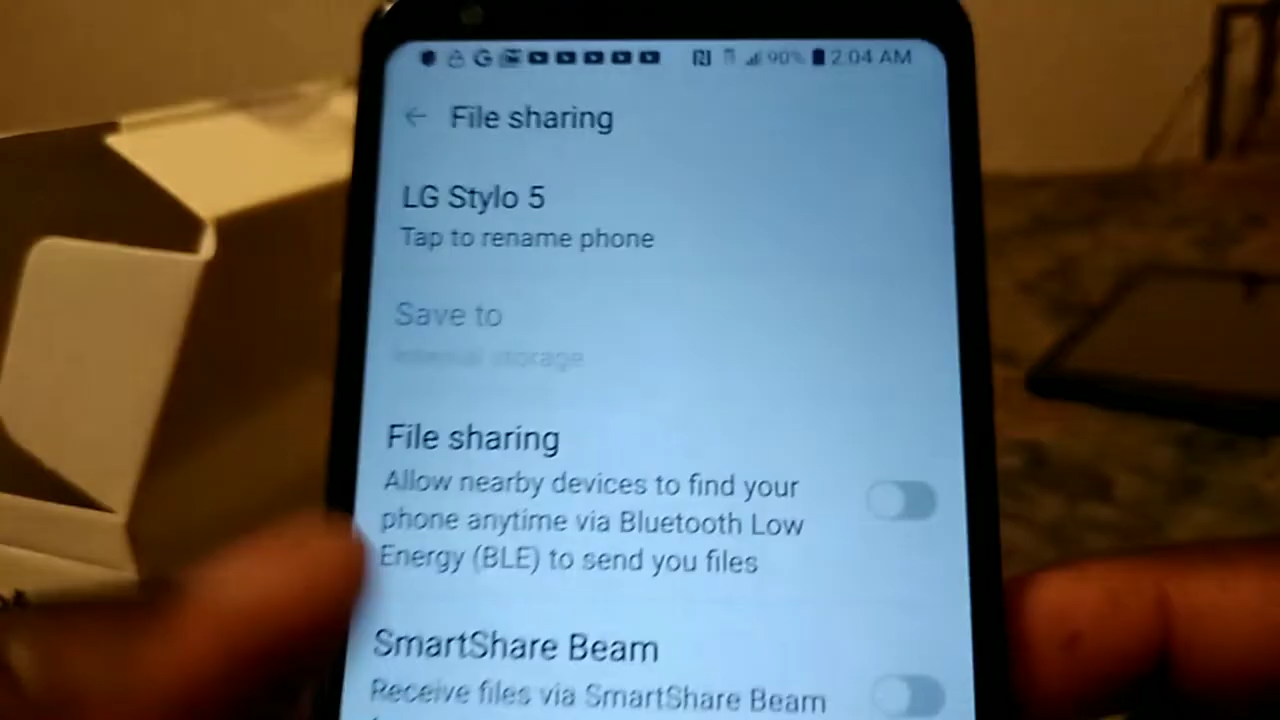 90% 2:04 AM
File sharing
LG Stylo 5
Tap to rename phone
Save to
Internal storage
File sharing
Allow nearby devices to find your
phone anytime via Bluetooth Low
Energy (BLE) to send you files
SmartShare Beam
Receive files via SmartShare Beam